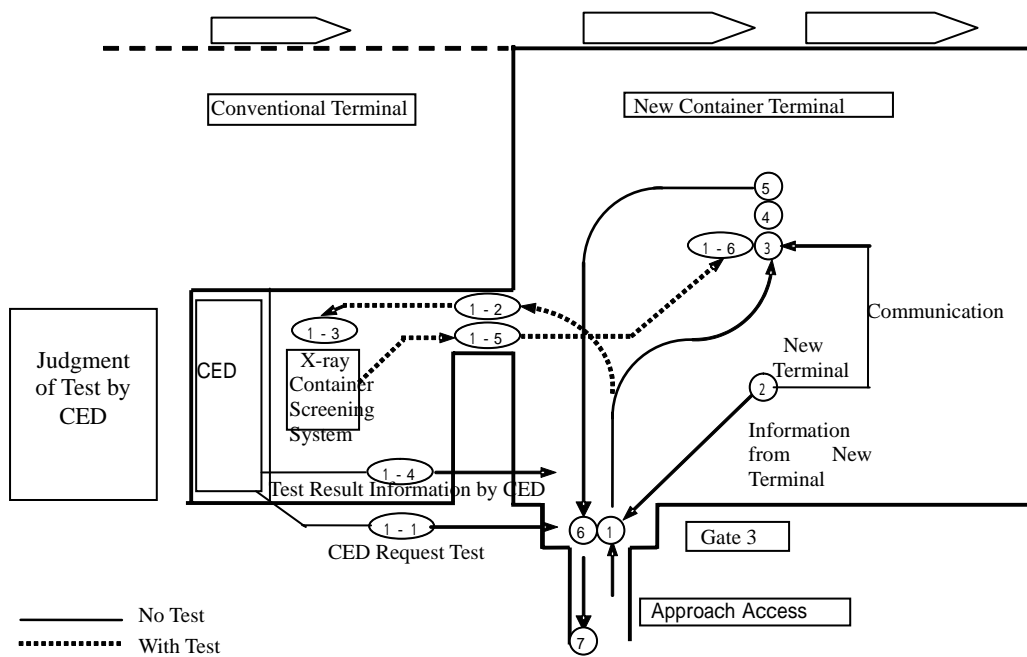 Conventional Terminal
New Container Terminal
5
4
1 - 6
3
1 - 2
1 - 3
1 - 5
Communication
Judgment
of Test by
CED
CED
X-ray
Container
Screening
System
New
Terminal
2
Information
from New
Terminal
1 - 4
Test Result Information by CED
1 - 1
CED Request Test
6
1
Gate 3
No Test
With Test
Approach Access
7